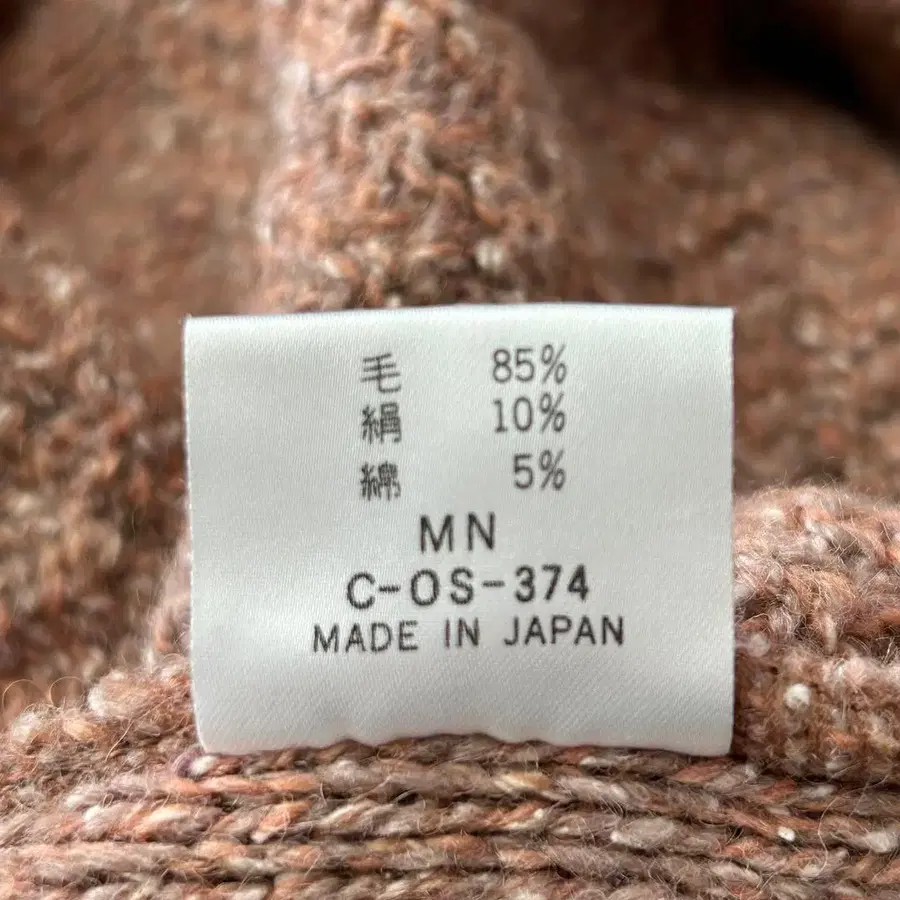 毛 85%
絹 10%
綿 5%
MN
C-OS-374
MADE IN JAPAN